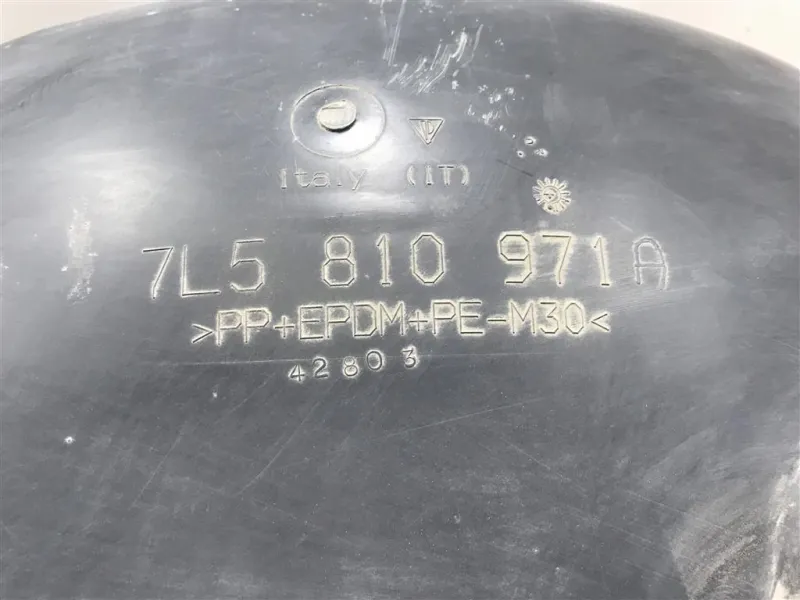 Italy (IT)
7L5 810 971A
>PP+EPDM+PE-M30<
42803